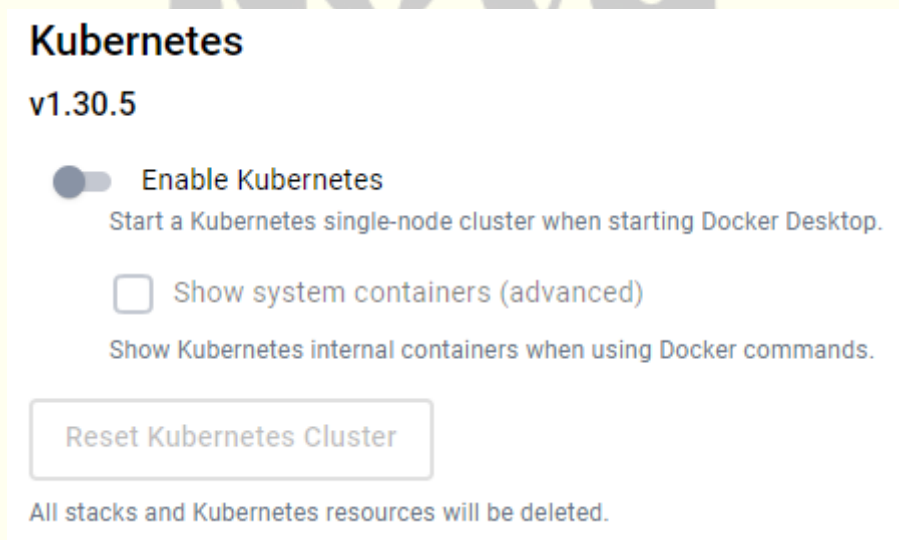 Kubernetes
v1.30.5
Enable Kubernetes
Start a Kubernetes single-node cluster when starting Docker Desktop.
Show system containers (advanced)
Show Kubernetes internal containers when using Docker commands.
Reset Kubernetes Cluster
All stacks and Kubernetes resources will be deleted.